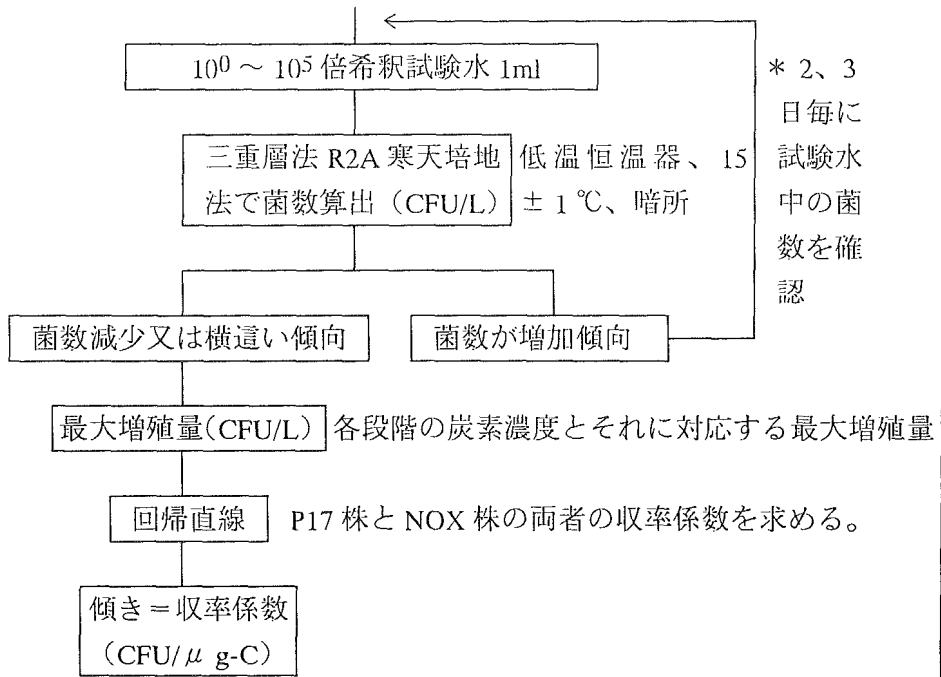 10⁰ ～ 10⁵ 倍希釈試験水 1ml
* 2、3
日毎に
試験水
中の菌
数を確
認
三重層法 R2A 寒天培地
法で菌数算出（CFU/L）
低温恒温器、15
± 1 ℃、暗所
菌数減少又は横這い傾向
菌数が増加傾向
最大増殖量（CFU/L）
各段階の炭素濃度とそれに対応する最大増殖量
回帰直線
P17 株と NOX 株の両者の収率係数を求める。
傾き＝収率係数
（CFU/μ g-C）